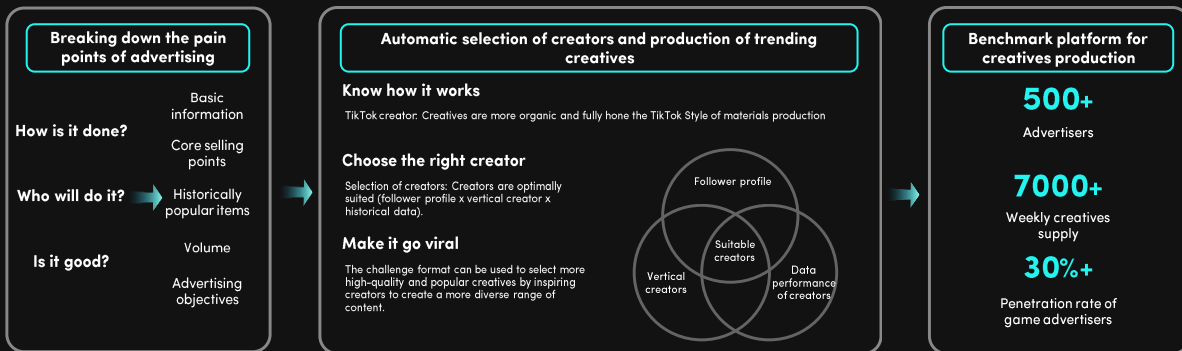 Breaking down the pain
points of advertising
How is it done?
Who will do it?
Is it good?
Basic
information
Core selling
points
Historically
popular items
Volume
Advertising
objectives
Automatic selection of creators and production of trending
creatives
Know how it works
TikTok creator: Creatives are more organic and fully hone the TikTok Style of materials production
Choose the right creator
Selection of creators: Creators are optimally
suited (follower profile x vertical creator x
historical data).
Make it go viral
The challenge format can be used to select more
high-quality and popular creatives by inspiring
creators to create a more diverse range of
content.
Follower profile
Suitable
creators
Vertical
creators
Data
performance
of creators
Benchmark platform for
creatives production
500+
Advertisers
7000+
Weekly creatives
supply
30%+
Penetration rate of
game advertisers